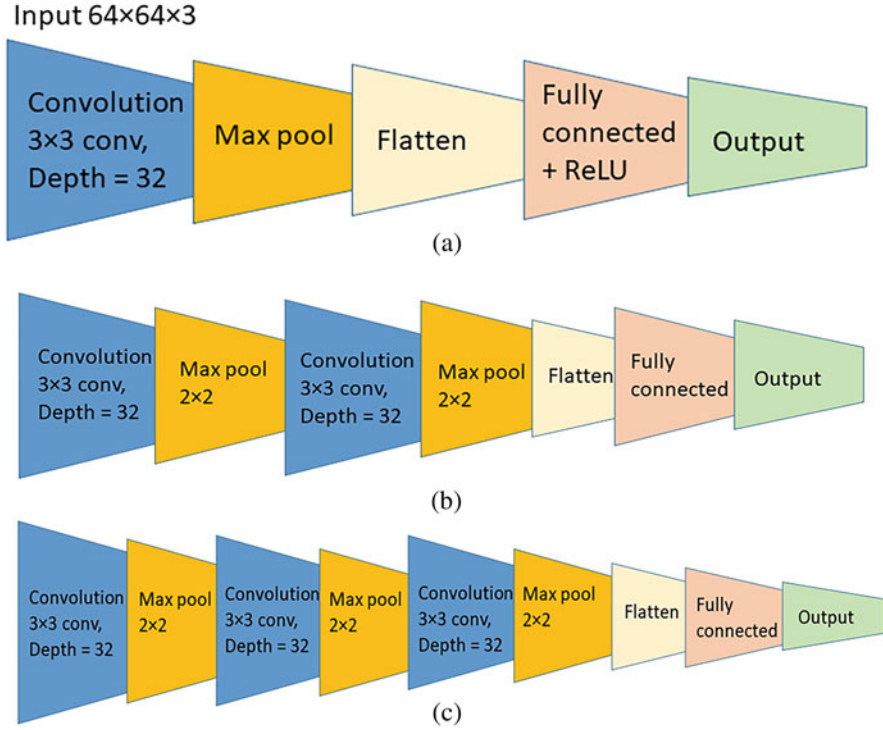 Input 64×64×3
Convolution
3×3 conv,
Depth = 32
Max pool
Flatten
Fully
connected
+ ReLU
Output
(a)
Convolution
3×3 conv,
Depth = 32
Max pool
2×2
Convolution
3×3 conv,
Depth = 32
Max pool
2×2
Flatten
Fully
connected
Output
(b)
Convolution
3×3 conv,
Depth = 32
Max pool
2×2
Convolution
3×3 conv,
Depth = 32
Max pool
2×2
Convolution
3×3 conv,
Depth = 32
Max pool
2×2
Flatten
Fully
connected
Output
(c)